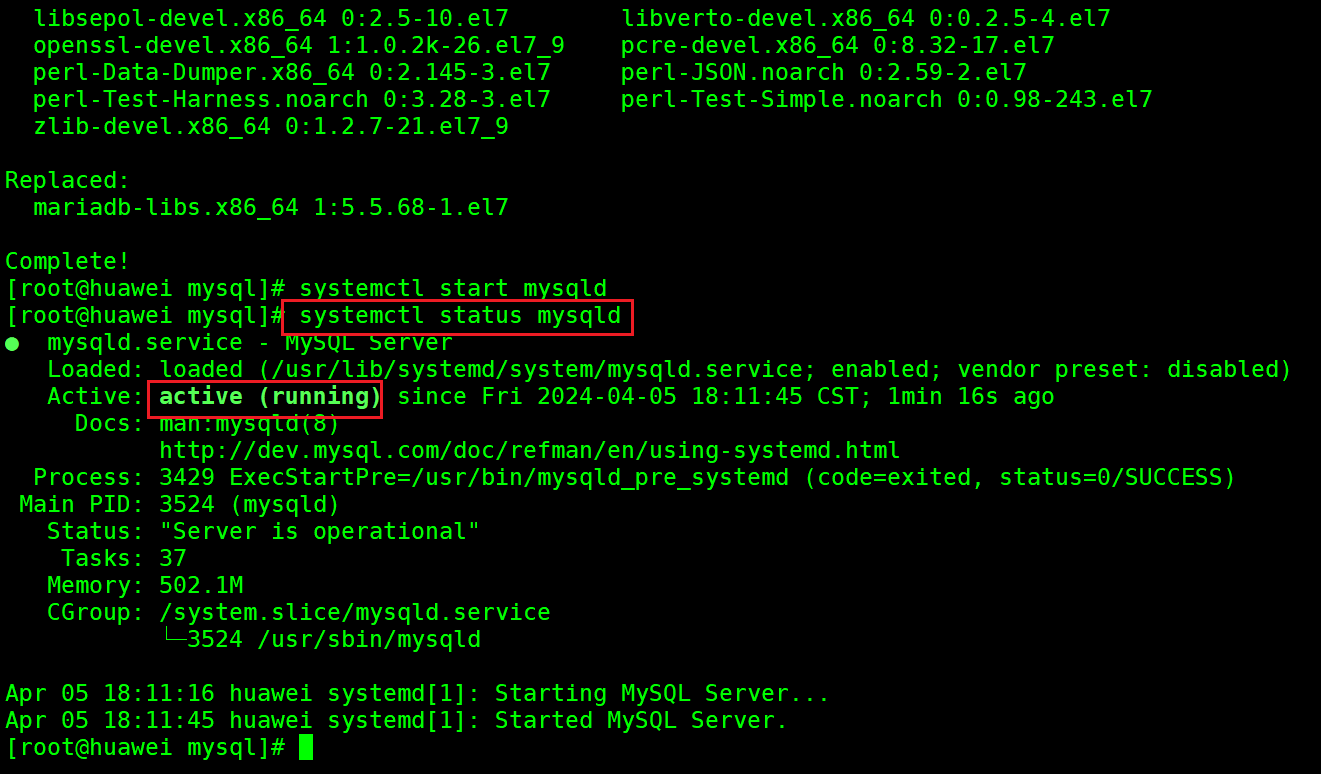 libsepol-devel.x86_64 0:2.5-10.el7        libverto-devel.x86_64 0:0.2.5-4.el7
openssl-devel.x86_64 1:1.0.2k-26.el7_9    pcre-devel.x86_64 0:8.32-17.el7
perl-Data-Dumper.x86_64 0:2.145-3.el7     perl-JSON.noarch 0:2.59-2.el7
perl-Test-Harness.noarch 0:3.28-3.el7     perl-Test-Simple.noarch 0:0.98-243.el7
zlib-devel.x86_64 0:1.2.7-21.el7_9
Replaced:
mariadb-libs.x86_64 1:5.5.68-1.el7
Complete!
[root@huawei mysql]# systemctl start mysqld
[root@huawei mysql]# systemctl status mysqld
● mysqld.service - MySQL Server
Loaded: loaded (/usr/lib/systemd/system/mysqld.service; enabled; vendor preset: disabled)
Active: active (running) since Fri 2024-04-05 18:11:45 CST; 1min 16s ago
Docs: man:mysqld(8)
http://dev.mysql.com/doc/refman/en/using-systemd.html
Process: 3429 ExecStartPre=/usr/bin/mysqld_pre_systemd (code=exited, status=0/SUCCESS)
Main PID: 3524 (mysqld)
Status: "Server is operational"
Tasks: 37
Memory: 502.1M
CGroup: /system.slice/mysqld.service
└─3524 /usr/sbin/mysqld
Apr 05 18:11:16 huawei systemd[1]: Starting MySQL Server...
Apr 05 18:11:45 huawei systemd[1]: Started MySQL Server.
[root@huawei mysql]#